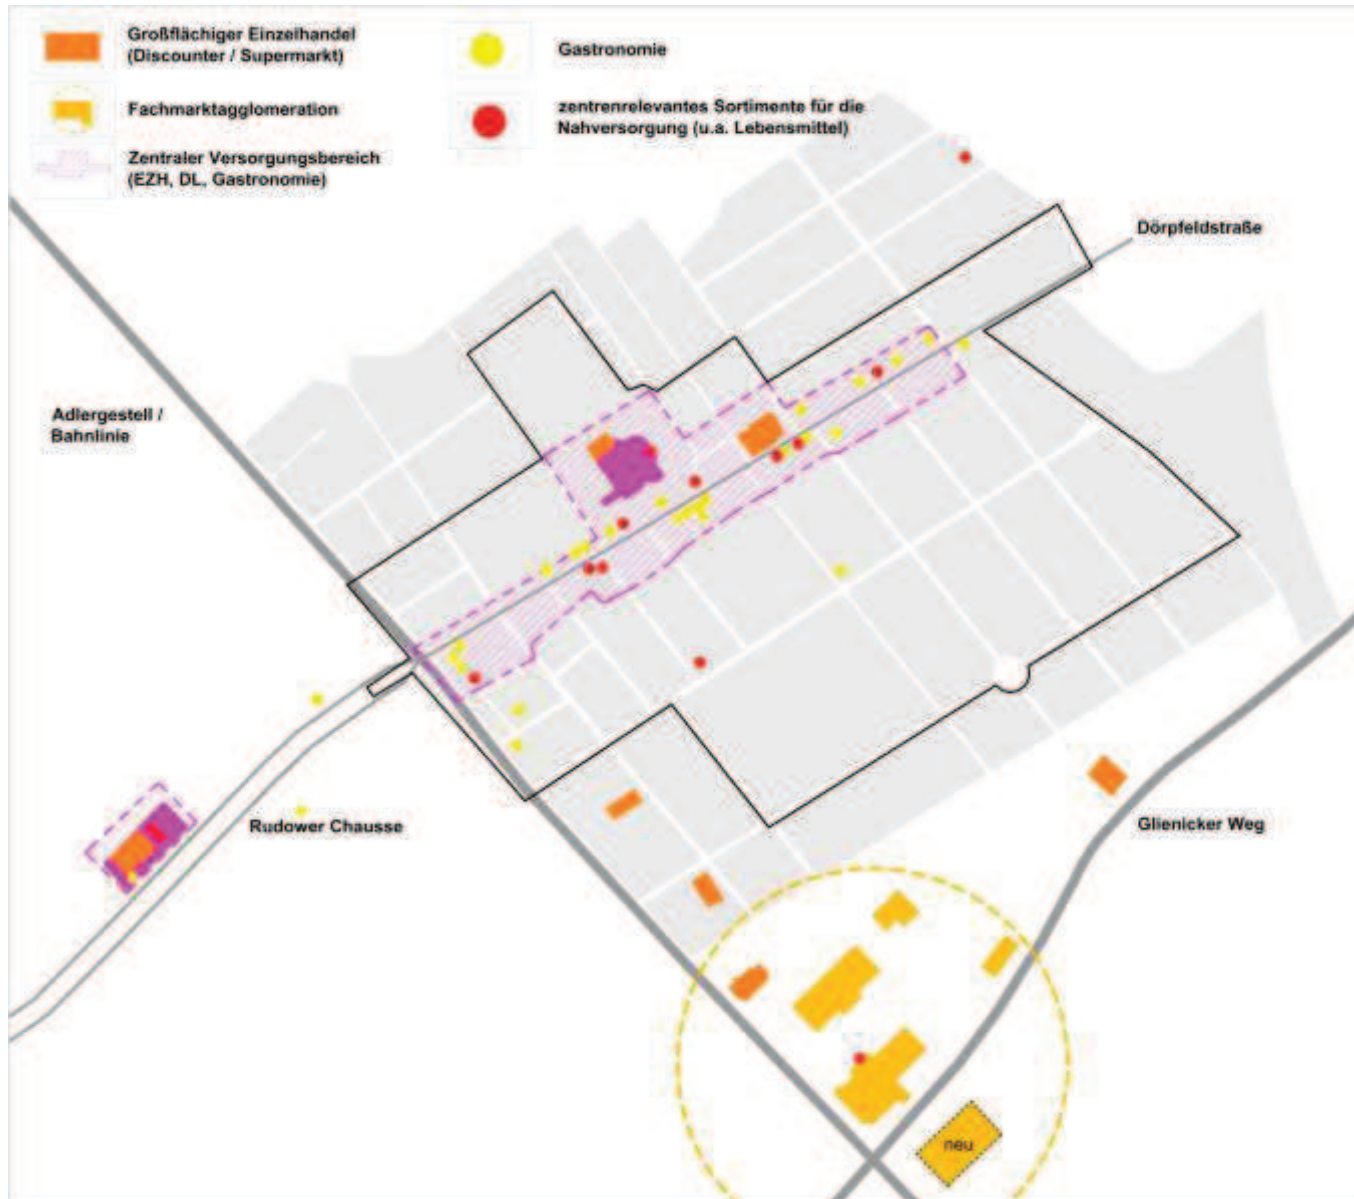 Großflächiger Einzelhandel
(Discounter / Supermarkt)
Fachmarktagglomeration
Zentraler Versorgungsbereich
(EZH, DL, Gastronomie)
Gastronomie
zentrenrelevantes Sortimente für die
Nahversorgung (u.a. Lebensmittel)
Dörpfeldstraße
Adlergestell /
Bahnlinie
Rudower Chausse
Glienicker Weg
neu